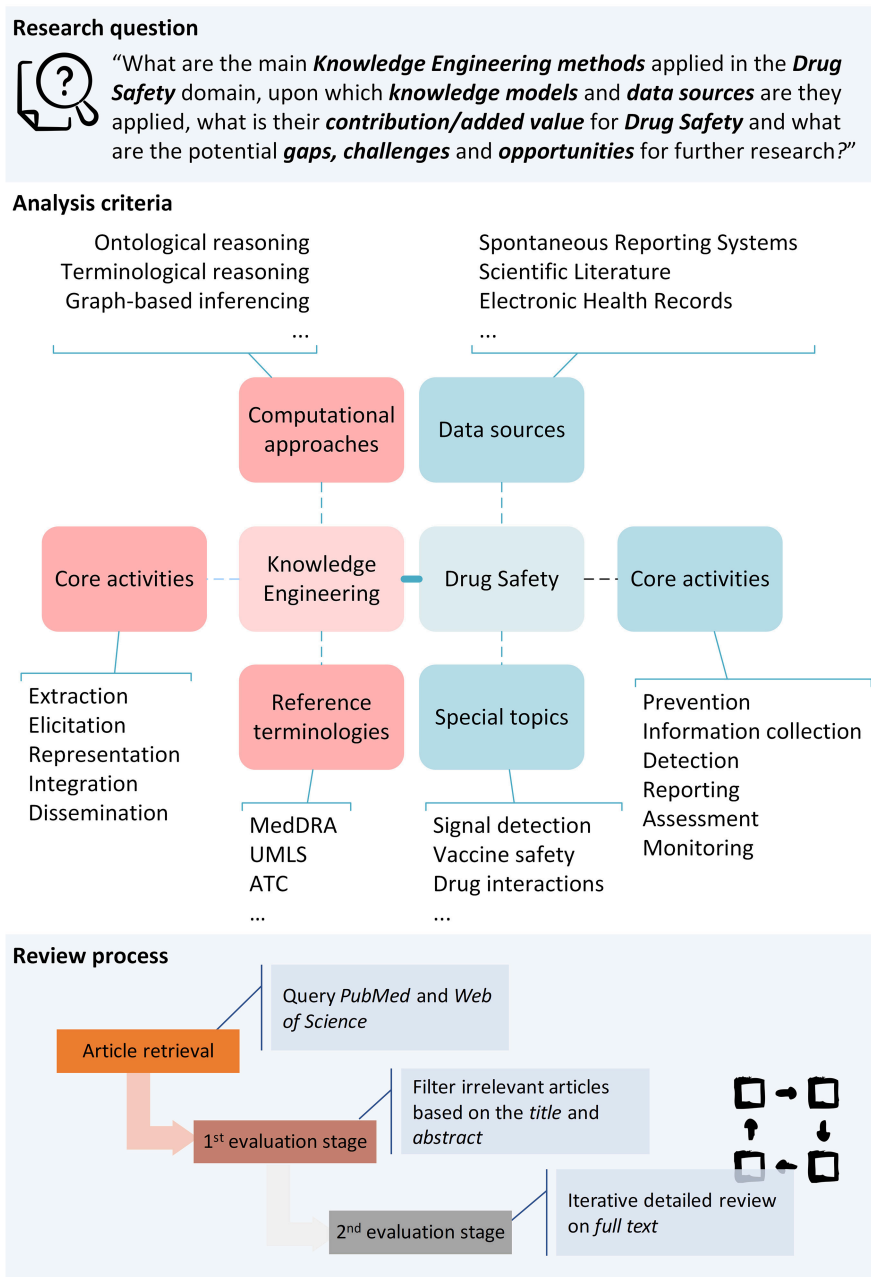 Research question
?
“What are the main Knowledge Engineering methods applied in the Drug
Safety domain, upon which knowledge models and data sources are they
applied, what is their contribution/added value for Drug Safety and what
are the potential gaps, challenges and opportunities for further research?”
Analysis criteria
Ontological reasoning
Terminological reasoning
Graph-based inferencing
...
Spontaneous Reporting Systems
Scientific Literature
Electronic Health Records
...
Computational
approaches
Data sources
Core activities
Knowledge
Engineering
Drug Safety
Core activities
Reference
terminologies
Special topics
Extraction
Elicitation
Representation
Integration
Dissemination
MedDRA
UMLS
ATC
...
Signal detection
Vaccine safety
Drug interactions
...
Prevention
Information collection
Detection
Reporting
Assessment
Monitoring
Review process
Article retrieval
Query PubMed and Web
of Science
1st evaluation stage
Filter irrelevant articles
based on the title and
abstract
2nd evaluation stage
Iterative detailed review
on full text